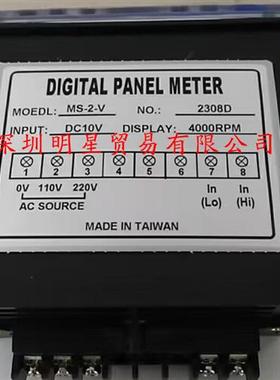 DIGITAL PANEL METER
MOEDL: MS-2-V NO.: 2308D
INPUT: DC10V DISPLAY: 4000RPM
深圳明星贸易有限公司
1 2 3 4 5 6 7 8
0V 110V 220V In In
AC SOURCE (Lo) (Hi)
MADE IN TAIWAN